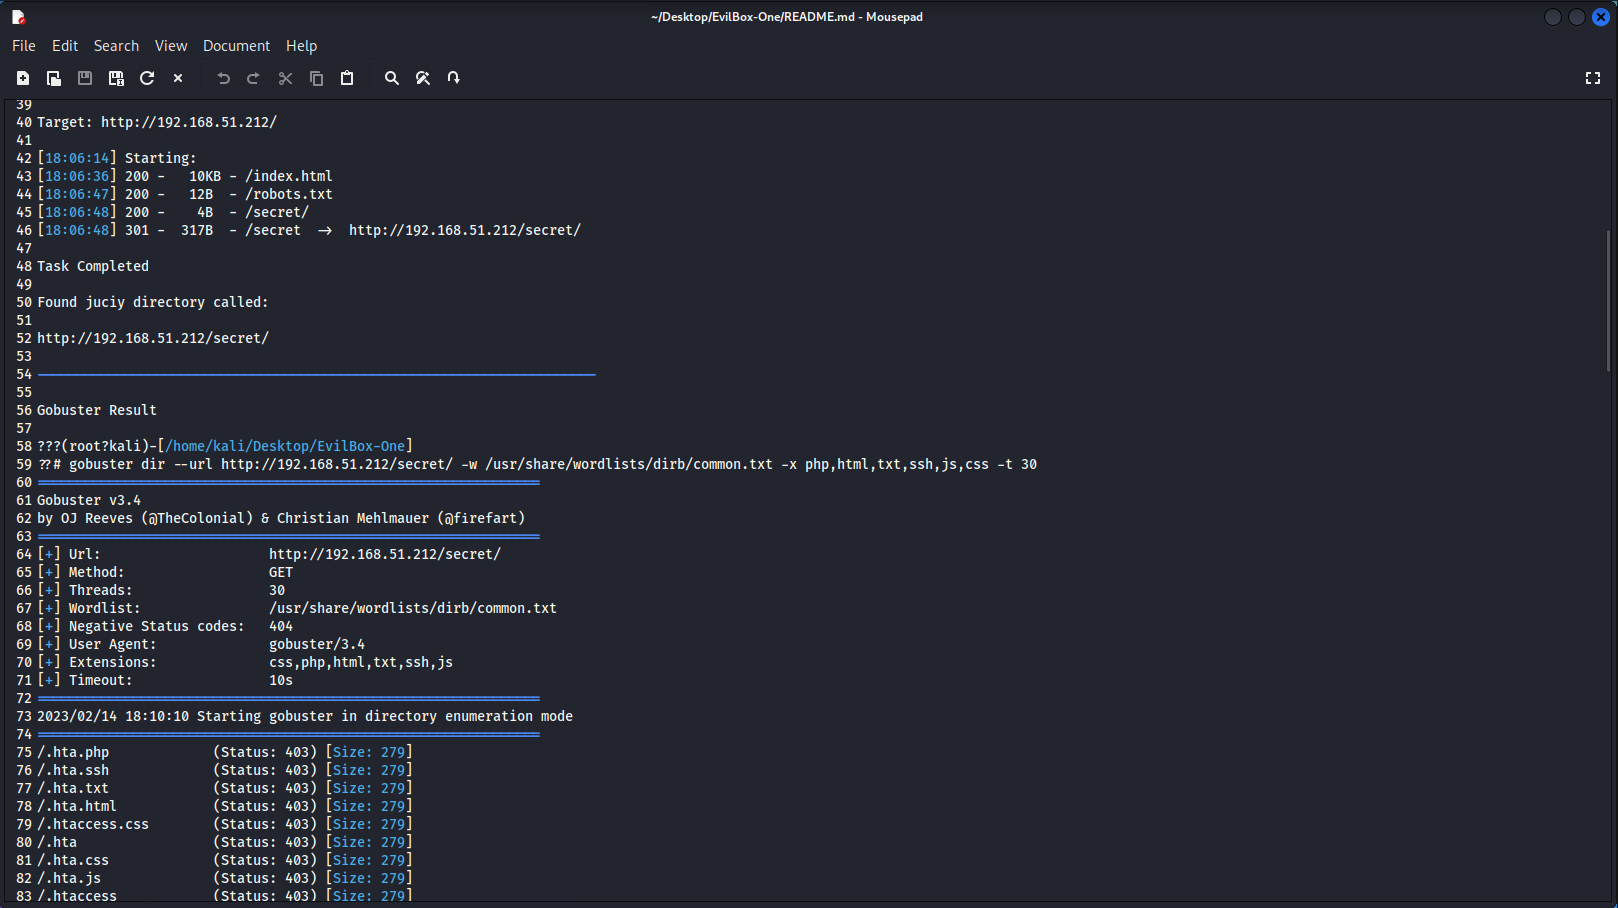 ~/Desktop/EvilBox-One/README.md - Mousepad
File Edit Search View Document Help
39
40 Target: http://192.168.51.212/
41
42 [18:06:14] Starting:
43 [18:06:36] 200 -   10KB - /index.html
44 [18:06:47] 200 -   12B  - /robots.txt
45 [18:06:48] 200 -    4B  - /secret/
46 [18:06:48] 301 -  317B  - /secret  ->  http://192.168.51.212/secret/
47
48 Task Completed
49
50 Found juciy directory called:
51
52 http://192.168.51.212/secret/
53
54
55
56 Gobuster Result
57
58 ???(root?kali)-[/home/kali/Desktop/EvilBox-One]
59 ??# gobuster dir --url http://192.168.51.212/secret/ -w /usr/share/wordlists/dirb/common.txt -x php,html,txt,ssh,js,css -t 30
60 ===============================================================
61 Gobuster v3.4
62 by OJ Reeves (@TheColonial) & Christian Mehlmauer (@firefart)
63 ===============================================================
64 [+] Url:                     http://192.168.51.212/secret/
65 [+] Method:                  GET
66 [+] Threads:                 30
67 [+] Wordlist:                /usr/share/wordlists/dirb/common.txt
68 [+] Negative Status codes:   404
69 [+] User Agent:              gobuster/3.4
70 [+] Extensions:              css,php,html,txt,ssh,js
71 [+] Timeout:                 10s
72 ===============================================================
73 2023/02/14 18:10:10 Starting gobuster in directory enumeration mode
74 ===============================================================
75 /.hta.php             (Status: 403) [Size: 279]
76 /.hta.ssh             (Status: 403) [Size: 279]
77 /.hta.txt             (Status: 403) [Size: 279]
78 /.hta.html            (Status: 403) [Size: 279]
79 /.htaccess.css        (Status: 403) [Size: 279]
80 /.hta                 (Status: 403) [Size: 279]
81 /.hta.css             (Status: 403) [Size: 279]
82 /.hta.js              (Status: 403) [Size: 279]
83 /.htaccess            (Status: 403) [Size: 279]